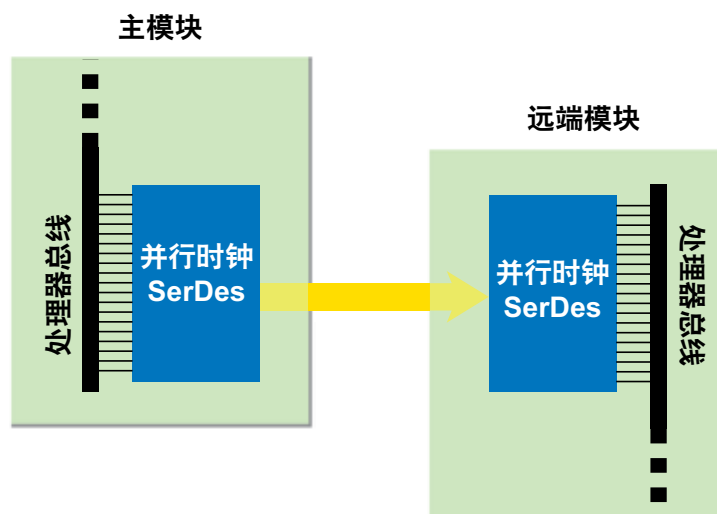 主模块
远端模块
处理器总线
并行时钟
SerDes
并行时钟
SerDes
处理器总线